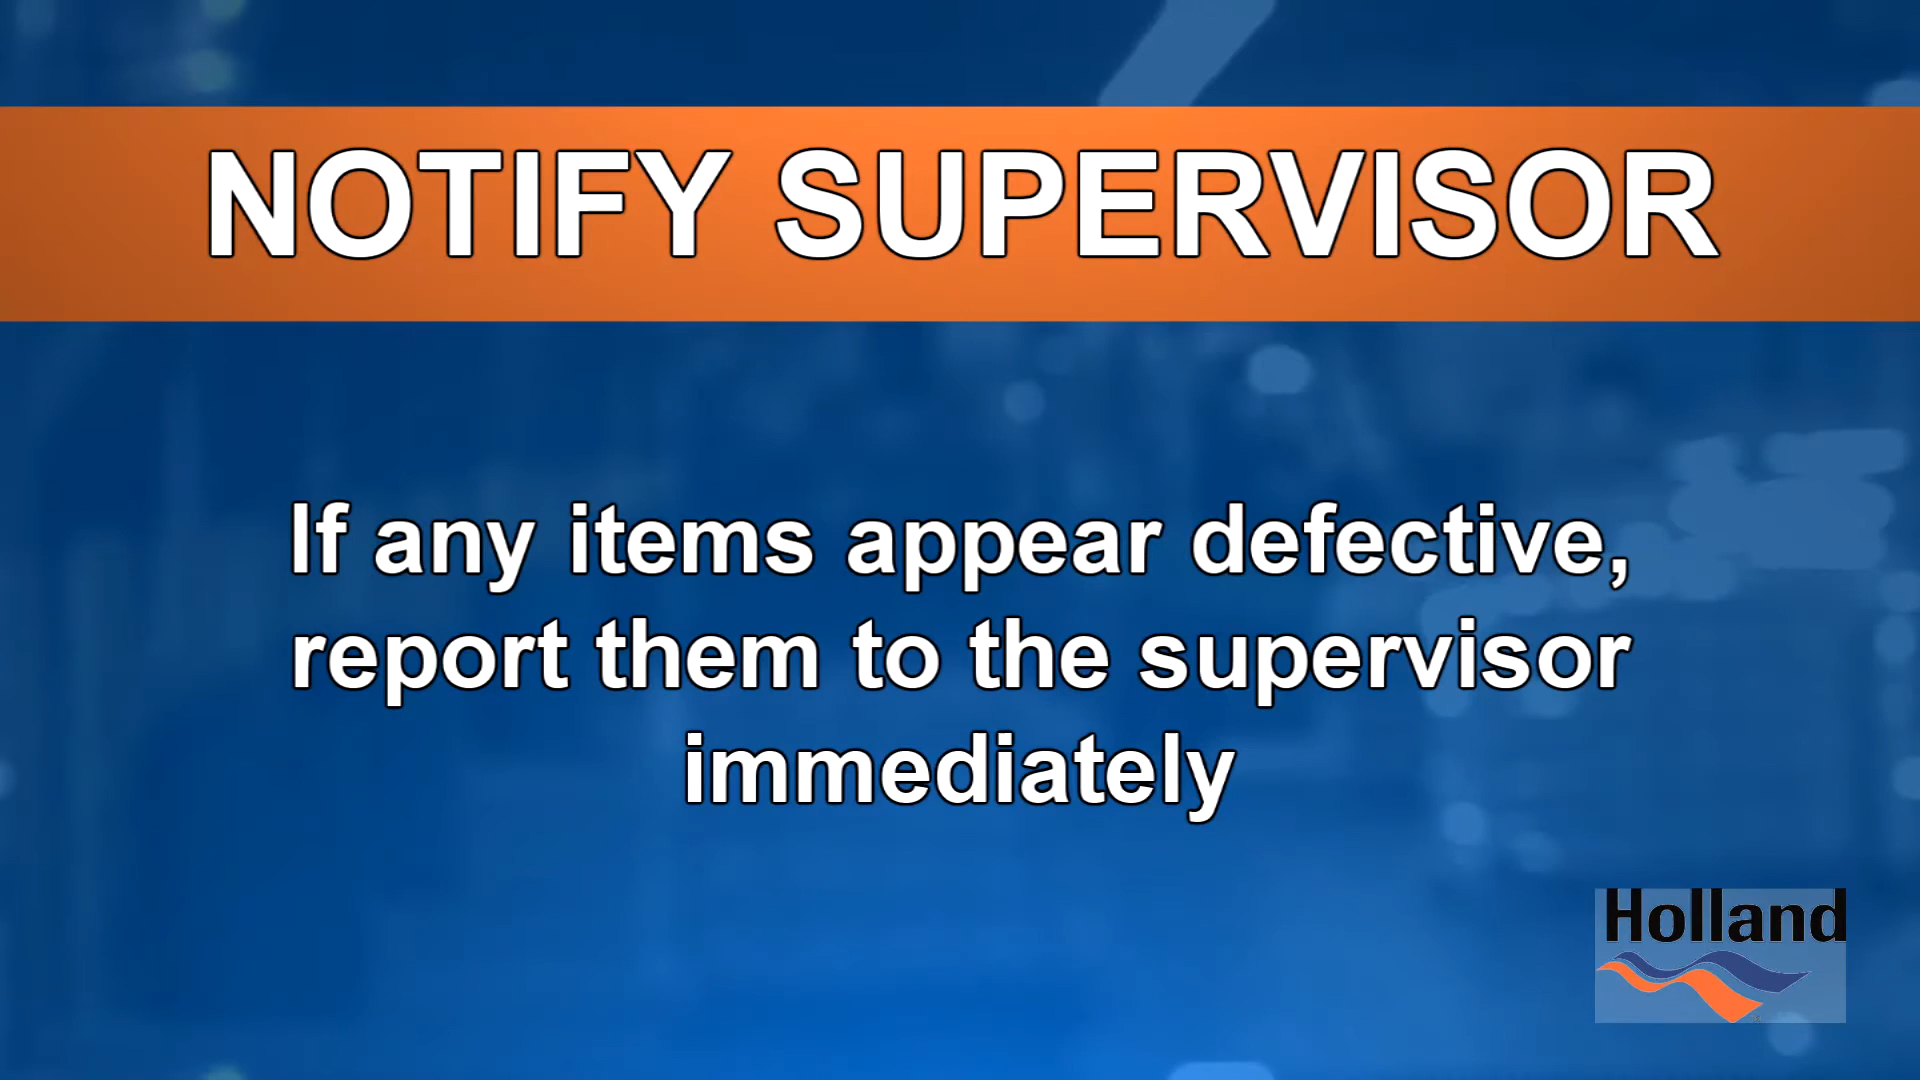 NOTIFY SUPERVISOR
If any items appear defective,
report them to the supervisor
immediately
Holland